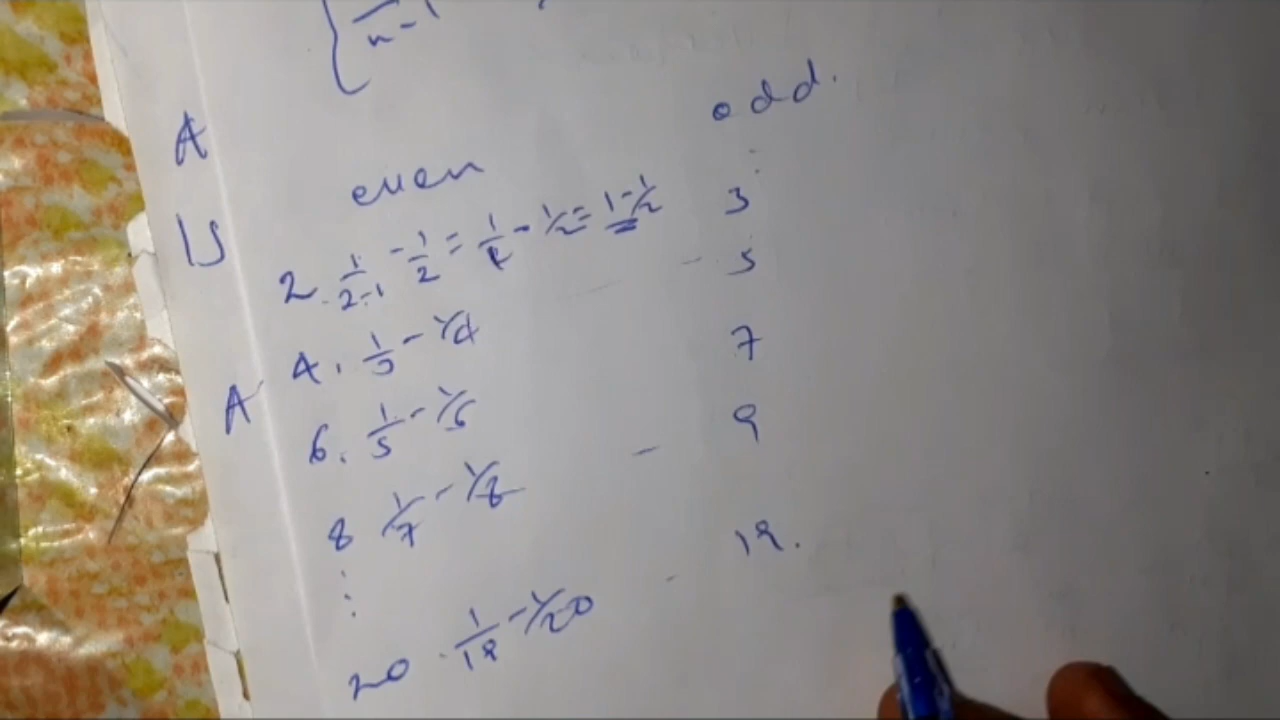 n-1
odd.
A
even
15
2. 1/2-1 - 1/2 = 1/1 - 1/2 = 1-1/2 3
5
4. 1/3 - 1/4
7
A 6. 1/5 - 1/6
9
8 1/7 - 1/8
⋮
19.
20 . 1/19 - 1/20